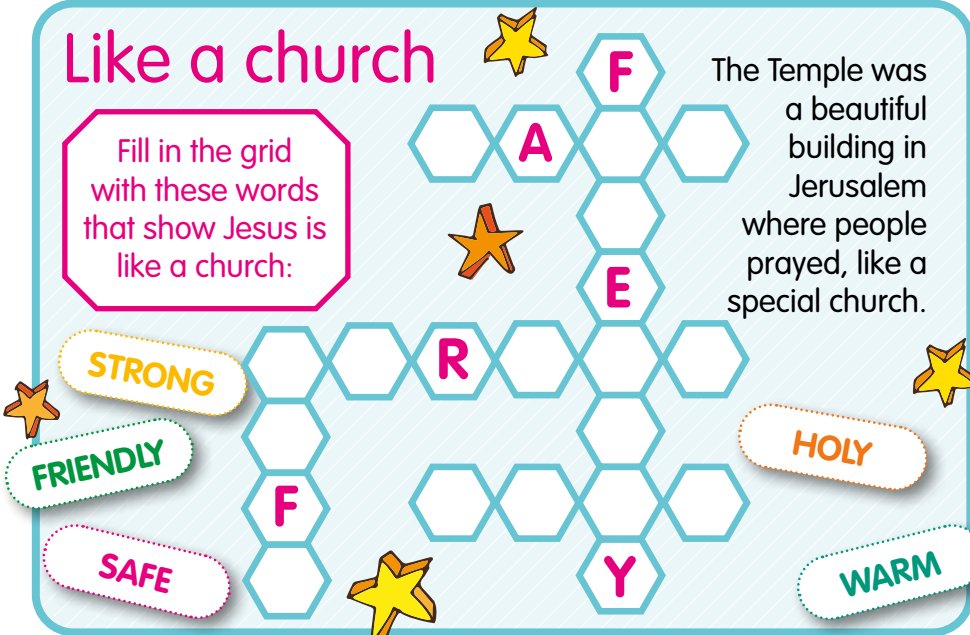 Like a church
Fill in the grid
with these words
that show Jesus is
like a church:
The Temple was
a beautiful
building in
Jerusalem
where people
prayed, like a
special church.
F
A
E
R
F
Y
STRONG
FRIENDLY
SAFE
HOLY
WARM